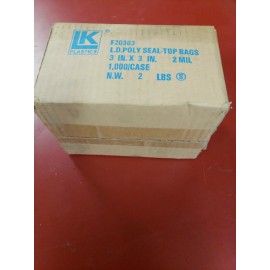 LK
PLASTICS
#20303
L.D.POLY SEAL-TOP BAGS
3 IN.X 3 IN. 2 MIL
1,000/CASE
N.W. 2 LBS Ⓢ